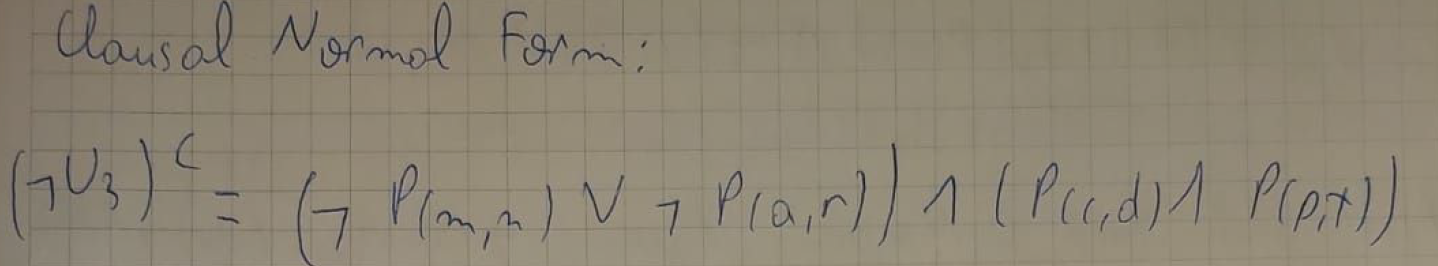 Clausal Normal Form:
(¬U₃)ᶜ = (¬ P(m,n) ∨ ¬ P(a,r)) ∧ (P(c,d) ∧ P(p,x))